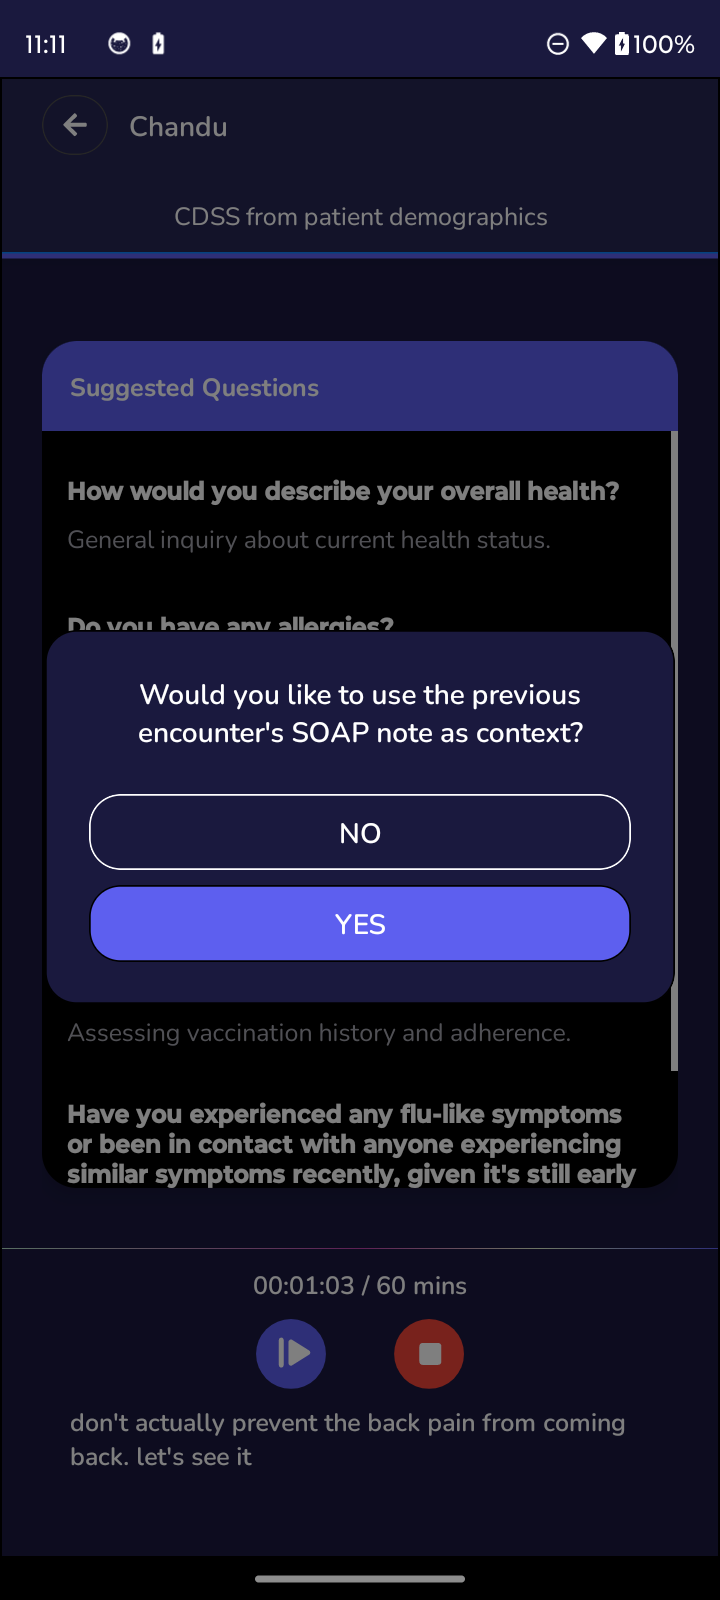 11:11
100%
Chandu
CDSS from patient demographics
Suggested Questions
How would you describe your overall health?
General inquiry about current health status.
Do you have any allergies?
Would you like to use the previous
encounter's SOAP note as context?
NO
YES
Assessing vaccination history and adherence.
Have you experienced any flu-like symptoms
or been in contact with anyone experiencing
similar symptoms recently, given it's still early
00:01:03 / 60 mins
don't actually prevent the back pain from coming
back. let's see it